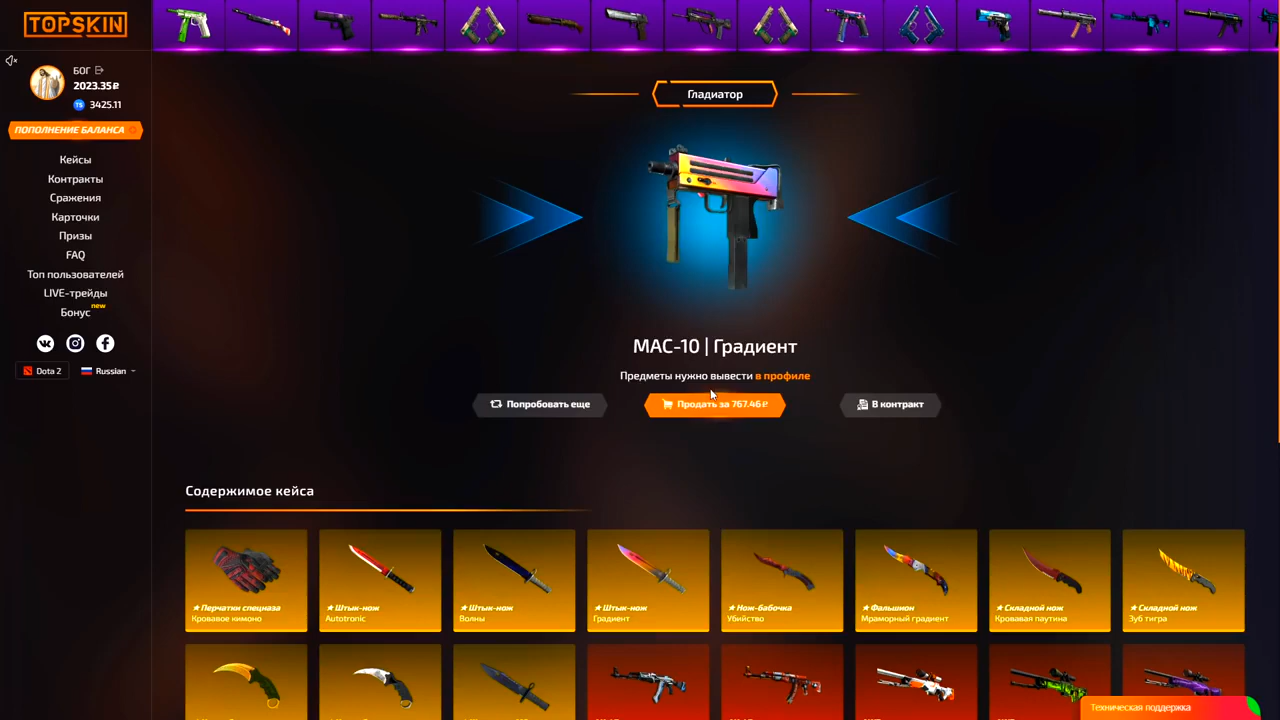 TOPSKIN
БОГ
2023.35₽
TS 3425.11
ПОПОЛНЕНИЕ БАЛАНСА
Кейсы
Контракты
Сражения
Карточки
Призы
FAQ
Топ пользователей
LIVE-трейды
Бонус new
Dota 2
Russian
Гладиатор
MAC-10 | Градиент
Предметы нужно вывести в профиле
Попробовать еще
Продать за 767.46₽
В контракт
Содержимое кейса
★ Перчатки спецназа
Кровавое кимоно
★ Штык-нож
Autotronic
★ Штык-нож
Волны
★ Штык-нож
Градиент
★ Нож-бабочка
Убийство
★ Фальшион
Мраморный градиент
★ Складной нож
Кровавая паутина
★ Складной нож
Зуб тигра
Техническая поддержка